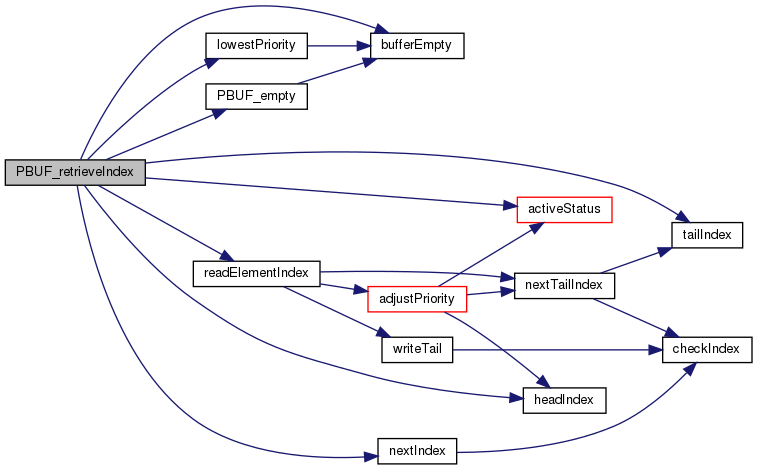 lowestPriority
bufferEmpty
PBUF_empty
PBUF_retrieveIndex
activeStatus
tailIndex
readElementIndex
adjustPriority
nextTailIndex
writeTail
checkIndex
headIndex
nextIndex